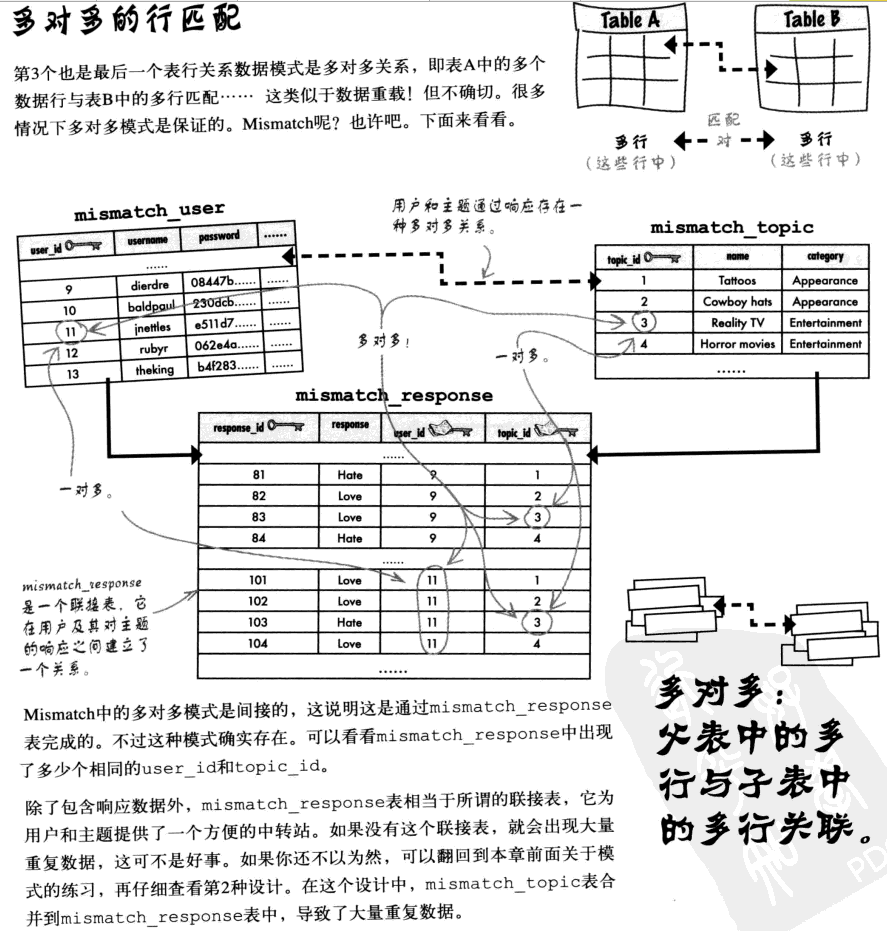 多对多的行匹配
第3个也是最后一个表行关系数据模式是多对多关系，即表A中的多个
数据行与表B中的多行匹配…… 这类似于数据重载！但不确切。很多
情况下多对多模式是保证的。Mismatch呢？也许吧。下面来看看。
Table A
Table B
匹配
多行 对 多行
（这些行中） （这些行中）
mismatch_user
user_id username password ……
……
9 dierdre 08447b…… ……
10 baldpaul 230dcb…… ……
11 jnettles e511d7…… ……
12 rubyr 062e4a…… ……
13 theking b4f283…… ……
用户和主题通过响应存在一
种多对多关系。
mismatch_topic
topic_id name category
1 Tattoos Appearance
2 Cowboy hats Appearance
3 Reality TV Entertainment
4 Horror movies Entertainment
……
多对多！
一对多。
mismatch_response
response_id response user_id topic_id
……
81 Hate 9 1
82 Love 9 2
83 Love 9 3
84 Hate 9 4
……
101 Love 11 1
102 Love 11 2
103 Hate 11 3
104 Love 11 4
……
一对多。
mismatch_response
是一个联接表，它
在用户及其对主题
的响应之间建立了
一个关系。
Mismatch中的多对多模式是间接的，这说明这是通过mismatch_response
表完成的。不过这种模式确实存在。可以看看mismatch_response中出现
了多少个相同的user_id和topic_id。
除了包含响应数据外，mismatch_response表相当于所谓的联接表，它为
用户和主题提供了一个方便的中转站。如果没有这个联接表，就会出现大量
重复数据，这可不是好事。如果你还不以为然，可以翻回到本章前面关于模
式的练习，再仔细查看第2种设计。在这个设计中，mismatch_topic表合
并到mismatch_response表中，导致了大量重复数据。
多对多：
父表中的多
行与子表中
的多行关联。